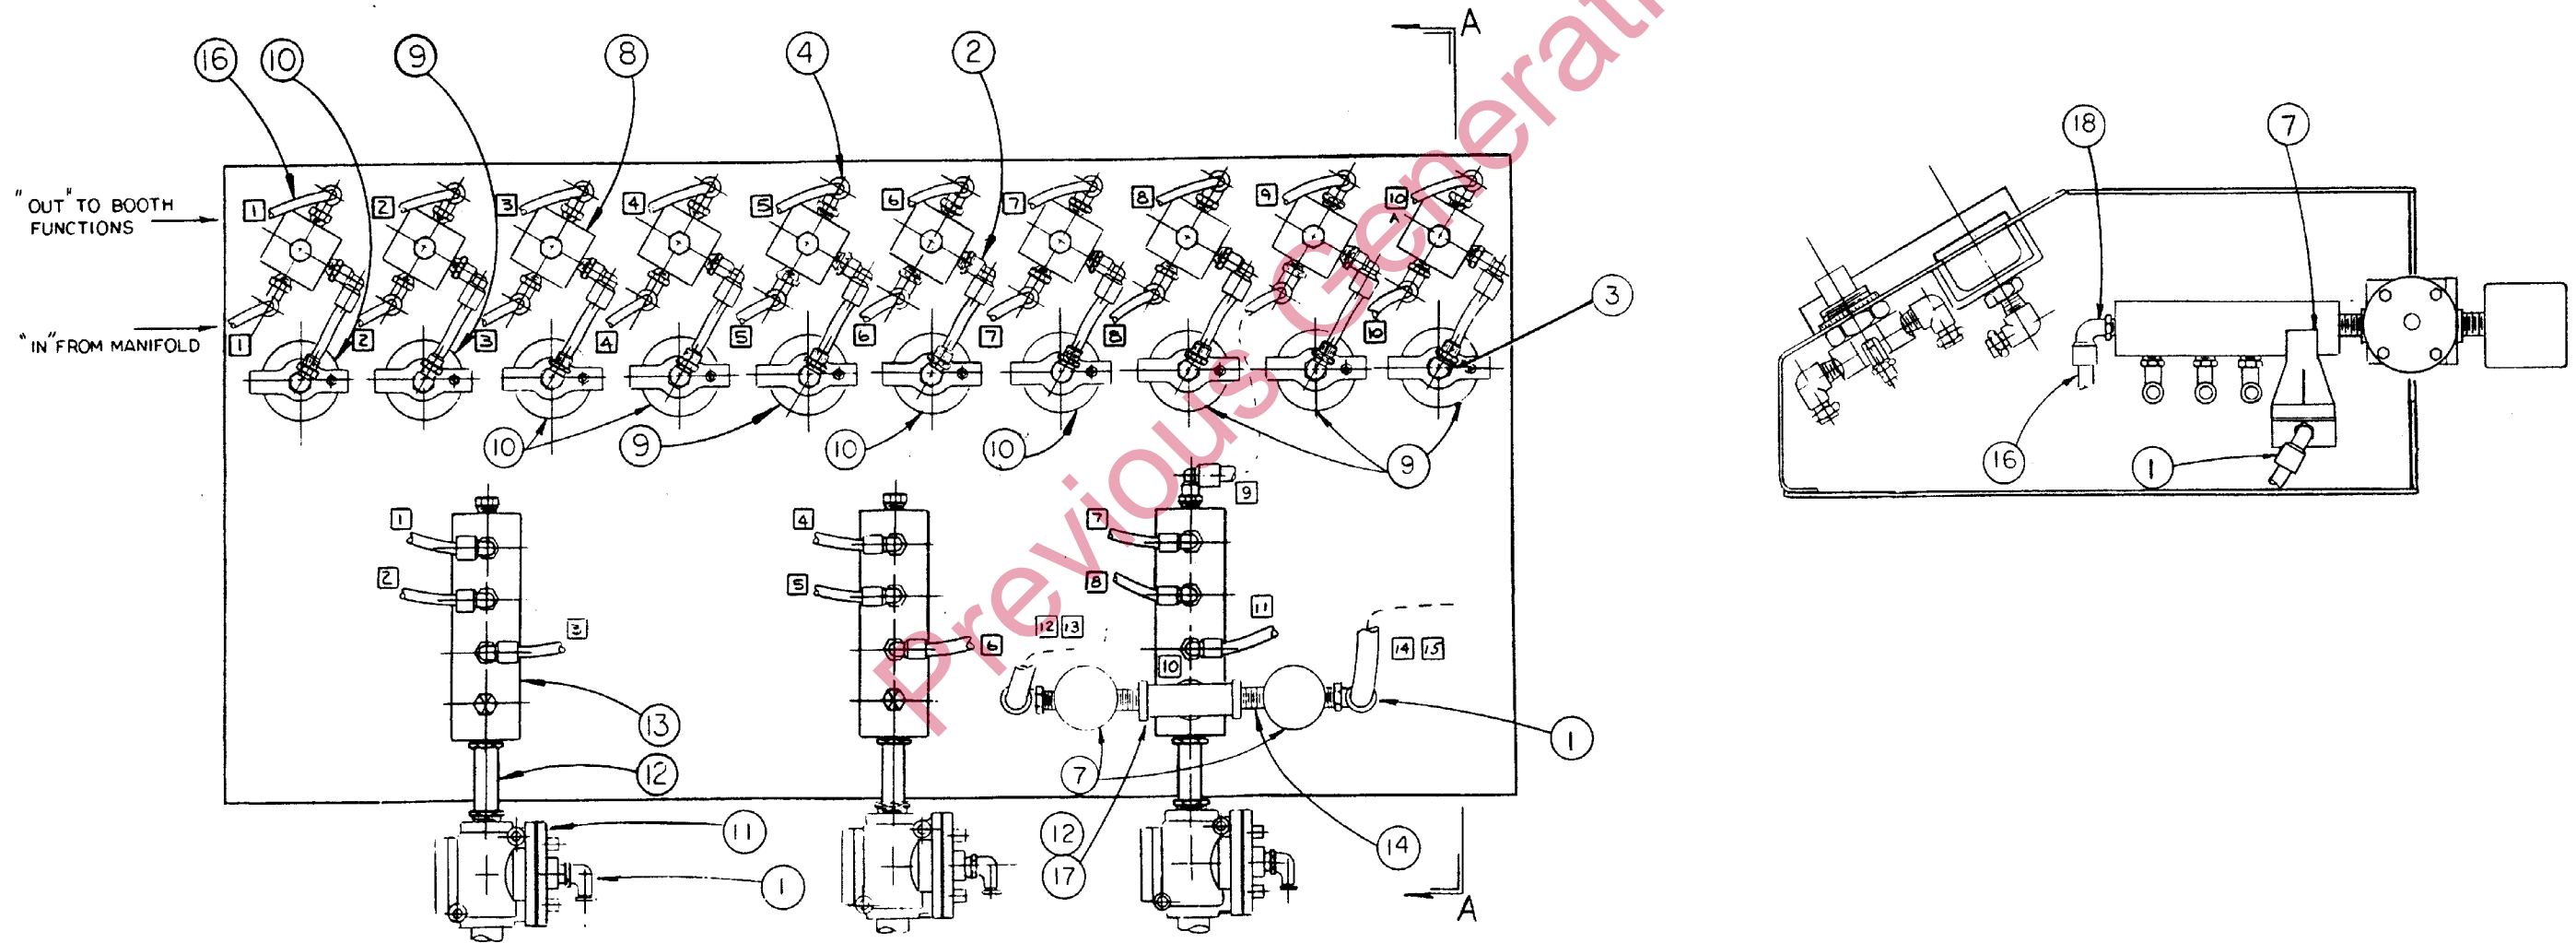 A
16 10 9 8 4 2
18 7
"OUT" TO BOOTH
FUNCTIONS
1 2 3 4 5 6 7 8 9 10
A
"IN" FROM MANIFOLD
1 2 3 4 5 6 7 8 10
3
10 9 10 10 9
16 1
9
1 4 7
2 5 8
3 6 12 13 11 14 15
10
13 1
12 7
11 12 14
1 17
A
Previous Generati